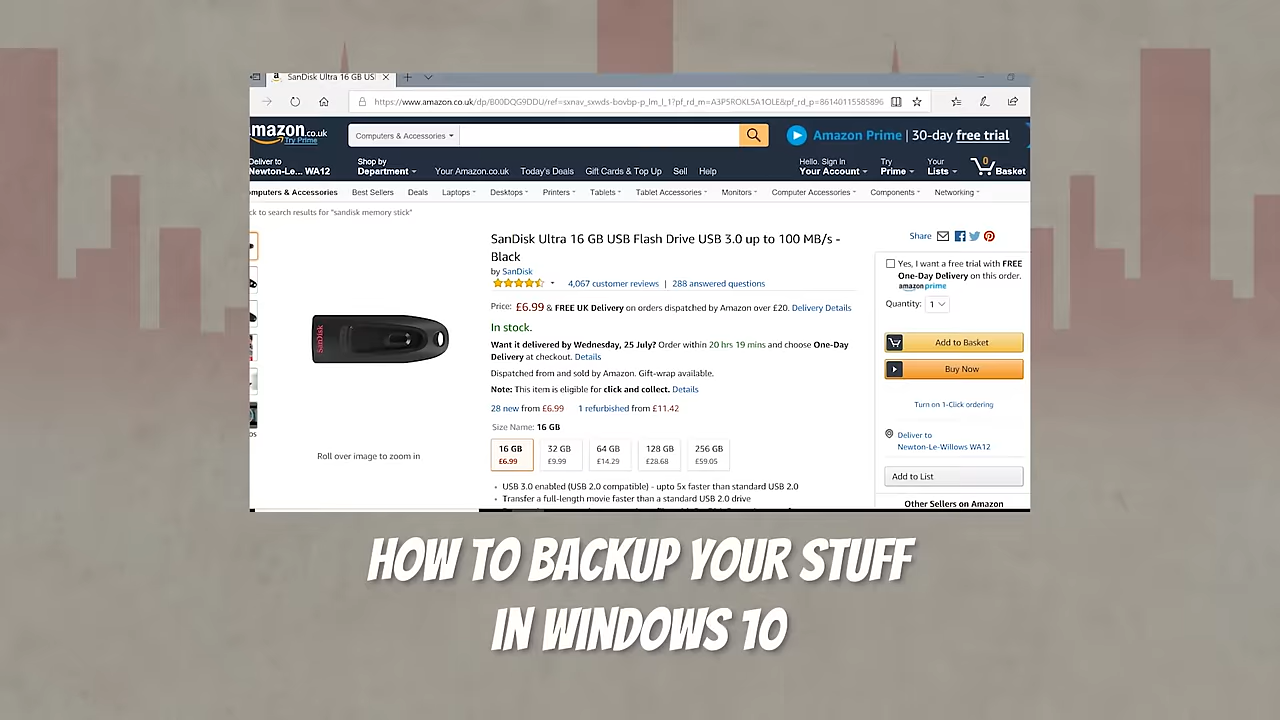 SanDisk Ultra 16 GB US
https://www.amazon.co.uk/dp/B00DQG9DDU/ref=sxnav_sxwds-bovbp-p_lm_l_1?pf_rd_m=A3P5ROKL5A1OLE&pf_rd_p=86140115585896
mazon.co.uk
Try Prime
Computers & Accessories
Amazon Prime | 30-day free trial
Deliver to
Newton-Le... WA12
Shop by
Department
Your Amazon.co.uk
Today's Deals
Gift Cards & Top Up
Sell
Help
Hello. Sign in
Your Account
Try
Prime
Your
Lists
0
Basket
mputers & Accessories
Best Sellers
Deals
Laptops
Desktops
Printers
Tablets
Tablet Accessories
Monitors
Computer Accessories
Components
Networking
ck to search results for "sandisk memory stick"
SanDisk Ultra 16 GB USB Flash Drive USB 3.0 up to 100 MB/s -
Black
by SanDisk
4,067 customer reviews | 288 answered questions
Price: £6.99 & FREE UK Delivery on orders dispatched by Amazon over £20. Delivery Details
In stock.
Want it delivered by Wednesday, 25 July? Order within 20 hrs 19 mins and choose One-Day
Delivery at checkout. Details
Dispatched from and sold by Amazon. Gift-wrap available.
Note: This item is eligible for click and collect. Details
28 new from £6.99 1 refurbished from £11.42
Size Name: 16 GB
16 GB
£6.99
32 GB
£9.99
64 GB
£14.29
128 GB
£28.68
256 GB
£59.05
USB 3.0 enabled (USB 2.0 compatible) - upto 5x faster than standard USB 2.0
Transfer a full-length movie faster than a standard USB 2.0 drive
SanDisk
os
Roll over image to zoom in
Share
Yes, I want a free trial with FREE
One-Day Delivery on this order.
amazonprime
Quantity: 1
Add to Basket
Buy Now
Turn on 1-Click ordering
Deliver to
Newton-Le-Willows WA12
Add to List
Other Sellers on Amazon
HOW TO BACKUP YOUR STUFF
IN WINDOWS 10